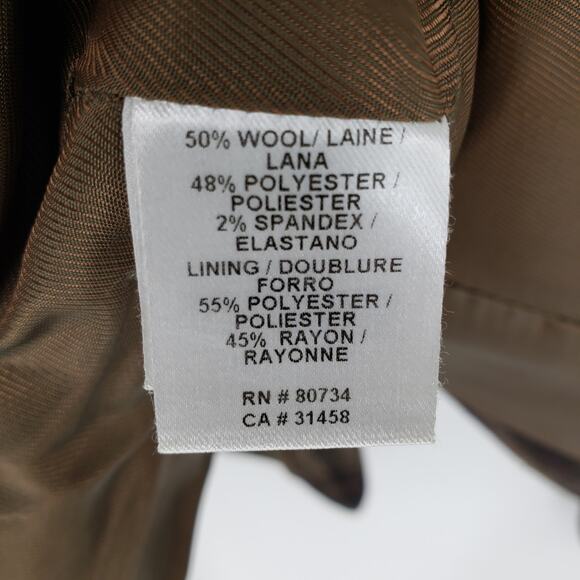 50% WOOL/ LAINE /
LANA
48% POLYESTER /
POLIESTER
2% SPANDEX /
ELASTANO
LINING / DOUBLURE
FORRO
55% POLYESTER /
POLIESTER
45% RAYON /
RAYONNE
RN # 80734
CA # 31458